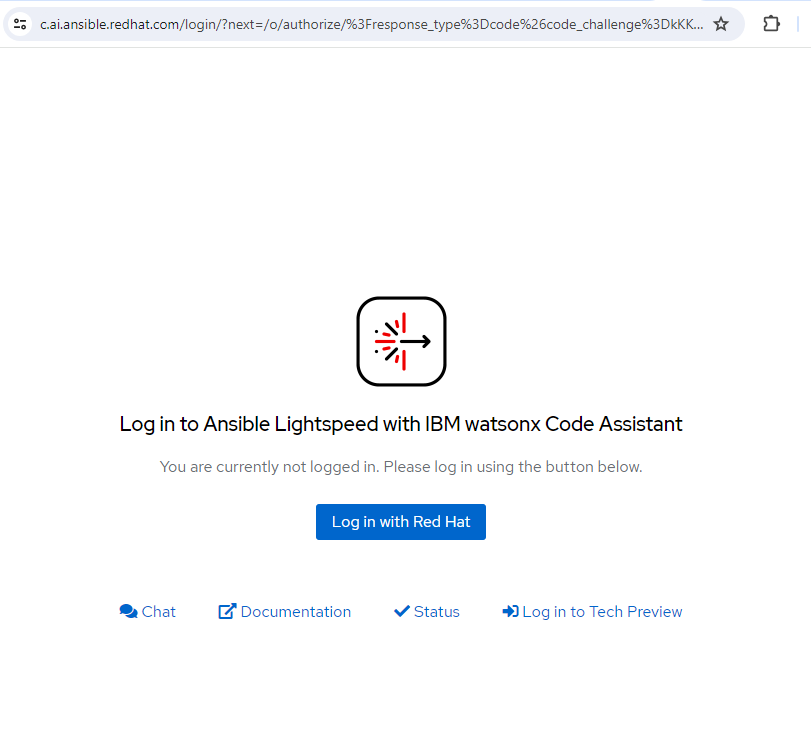 c.ai.ansible.redhat.com/login/?next=/o/authorize/%3Fresponse_type%3Dcode%26code_challenge%3DkKK...
Log in to Ansible Lightspeed with IBM watsonx Code Assistant
You are currently not logged in. Please log in using the button below.
Log in with Red Hat
Chat Documentation Status Log in to Tech Preview